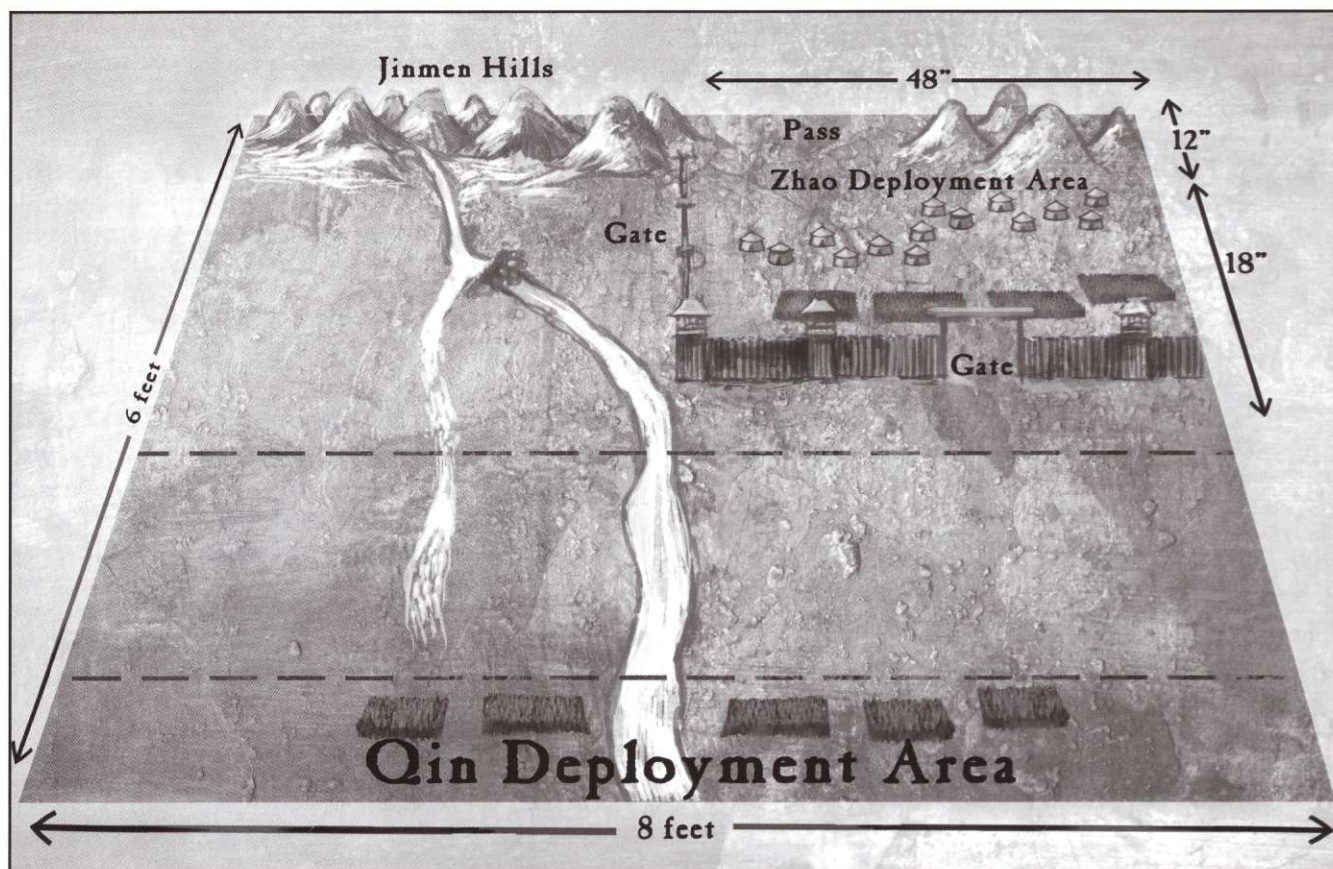 Jinmen Hills
48”
Pass
12”
Zhao Deployment Area
Gate
18”
Gate
6 feet
Qin Deployment Area
8 feet